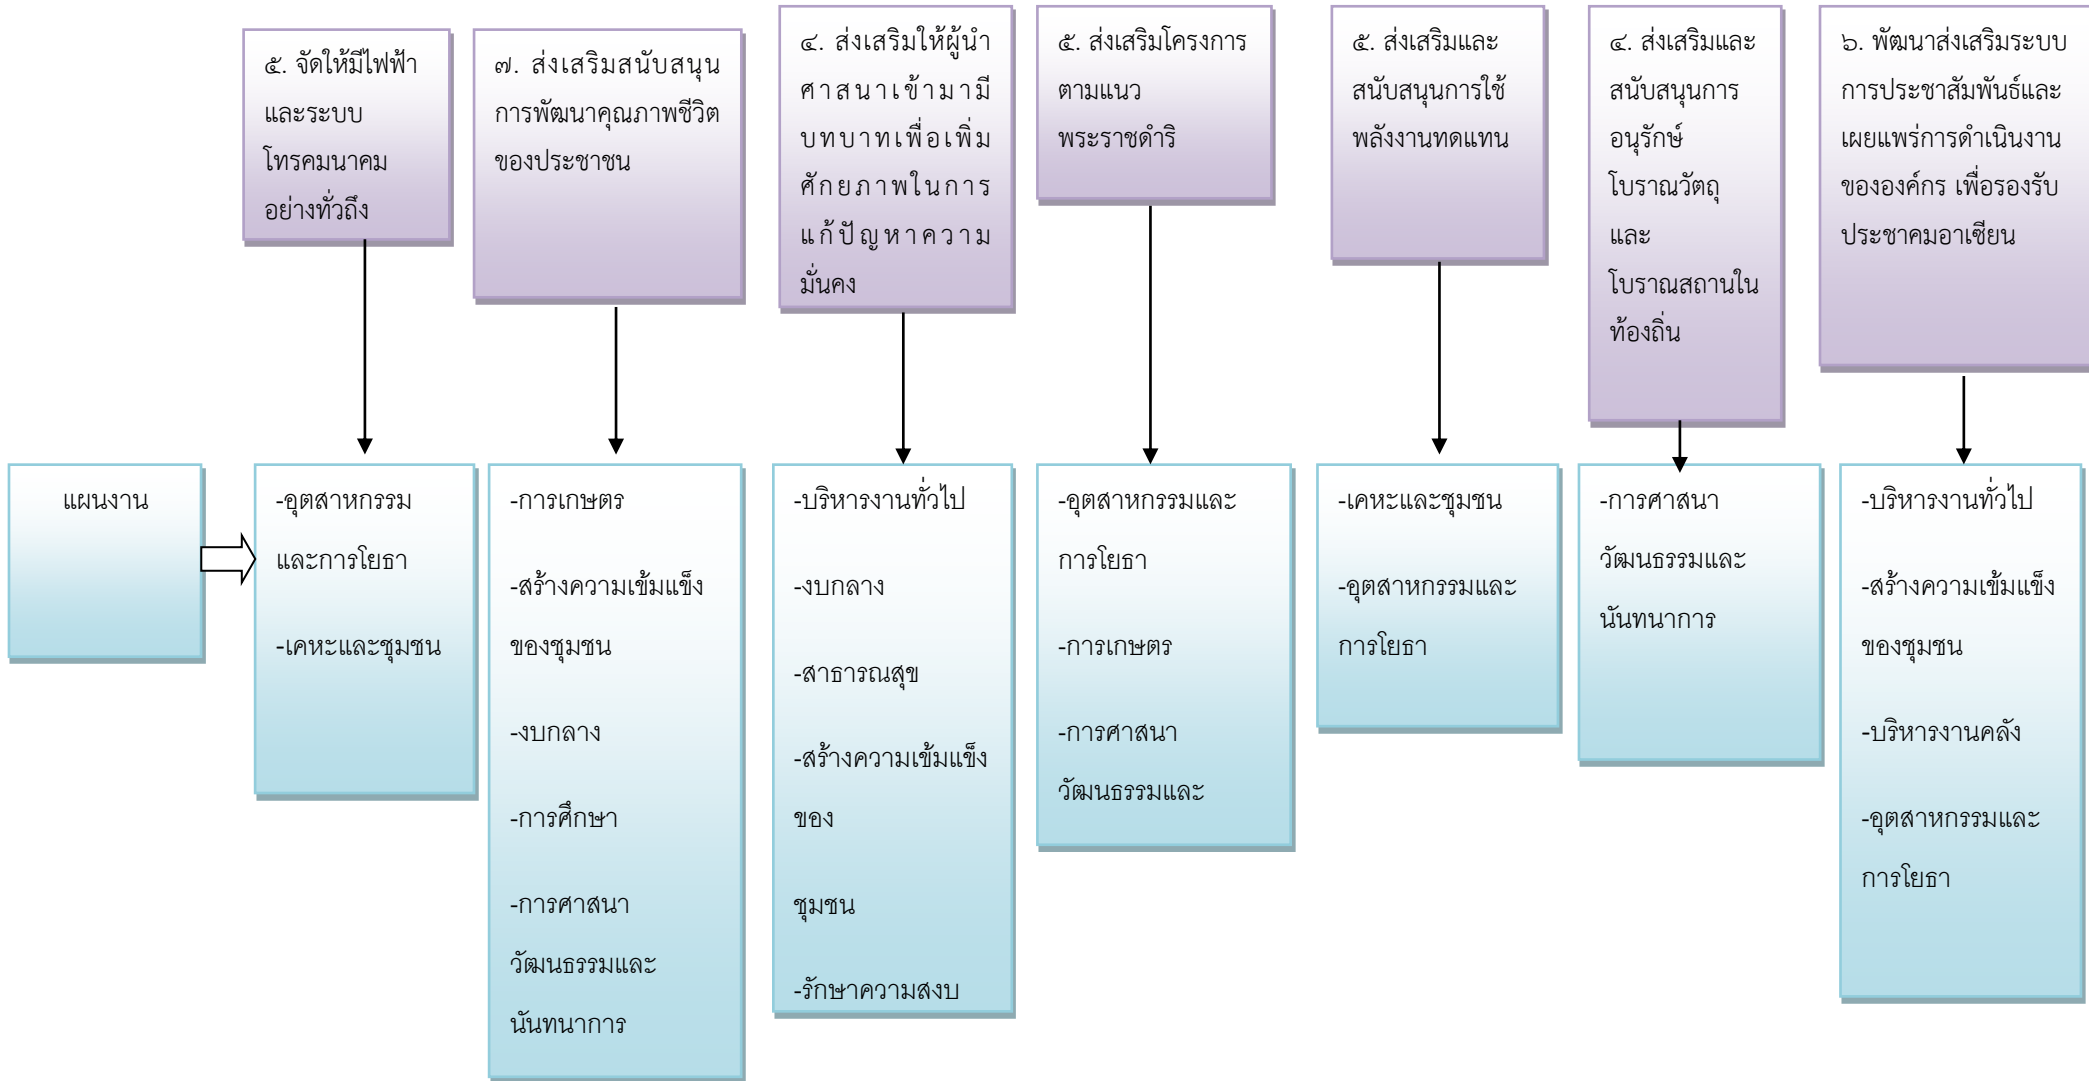 ๕. จัดให้มีไฟฟ้า
และระบบ
โทรคมนาคม
อย่างทั่วถึง
๗. ส่งเสริมสนับสนุน
การพัฒนาคุณภาพชีวิต
ของประชาชน
๔. ส่งเสริมให้ผู้นำ
ศาสนาเข้ามามี
บทบาทเพื่อเพิ่ม
ศักยภาพในการ
แก้ปัญหาความ
มั่นคง
๕. ส่งเสริมโครงการ
ตามแนว
พระราชดำริ
๕. ส่งเสริมและ
สนับสนุนการใช้
พลังงานทดแทน
๔. ส่งเสริมและ
สนับสนุนการ
อนุรักษ์
โบราณวัตถุ
และ
โบราณสถานใน
ท้องถิ่น
๖. พัฒนาส่งเสริมระบบ
การประชาสัมพันธ์และ
เผยแพร่การดำเนินงาน
ขององค์กร เพื่อรองรับ
ประชาคมอาเซียน
แผนงาน
-อุตสาหกรรม
และการโยธา
-เคหะและชุมชน
-การเกษตร
-สร้างความเข้มแข็ง
ของชุมชน
-งบกลาง
-การศึกษา
-การศาสนา
วัฒนธรรมและ
นันทนาการ
-บริหารงานทั่วไป
-งบกลาง
-สาธารณสุข
-สร้างความเข้มแข็ง
ของ
ชุมชน
-รักษาความสงบ
-อุตสาหกรรมและ
การโยธา
-การเกษตร
-การศาสนา
วัฒนธรรมและ
-เคหะและชุมชน
-อุตสาหกรรมและ
การโยธา
-การศาสนา
วัฒนธรรมและ
นันทนาการ
-บริหารงานทั่วไป
-สร้างความเข้มแข็ง
ของชุมชน
-บริหารงานคลัง
-อุตสาหกรรมและ
การโยธา